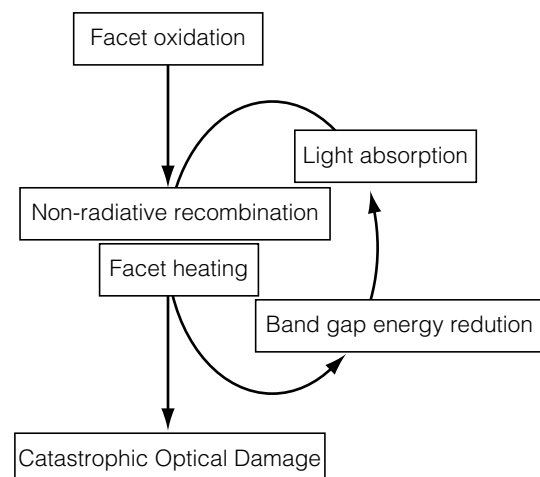 Facet oxidation
Light absorption
Non-radiative recombination
Facet heating
Band gap energy redution
Catastrophic Optical Damage